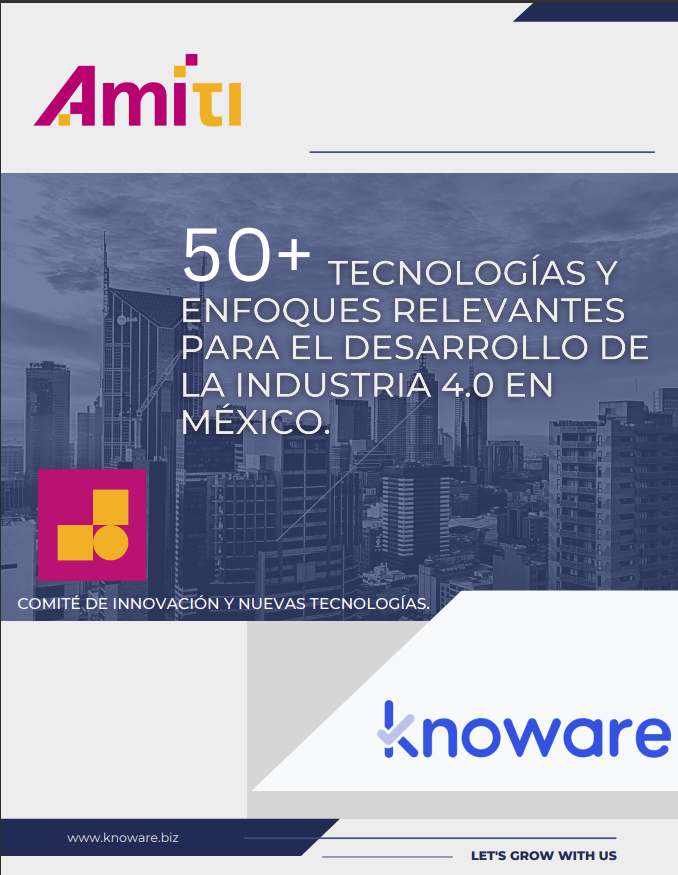 Amiti
50+ TECNOLOGÍAS Y
ENFOQUES RELEVANTES
PARA EL DESARROLLO DE
LA INDUSTRIA 4.0 EN
MÉXICO.
COMITÉ DE INNOVACIÓN Y NUEVAS TECNOLOGÍAS.
knoware
www.knoware.biz
LET'S GROW WITH US